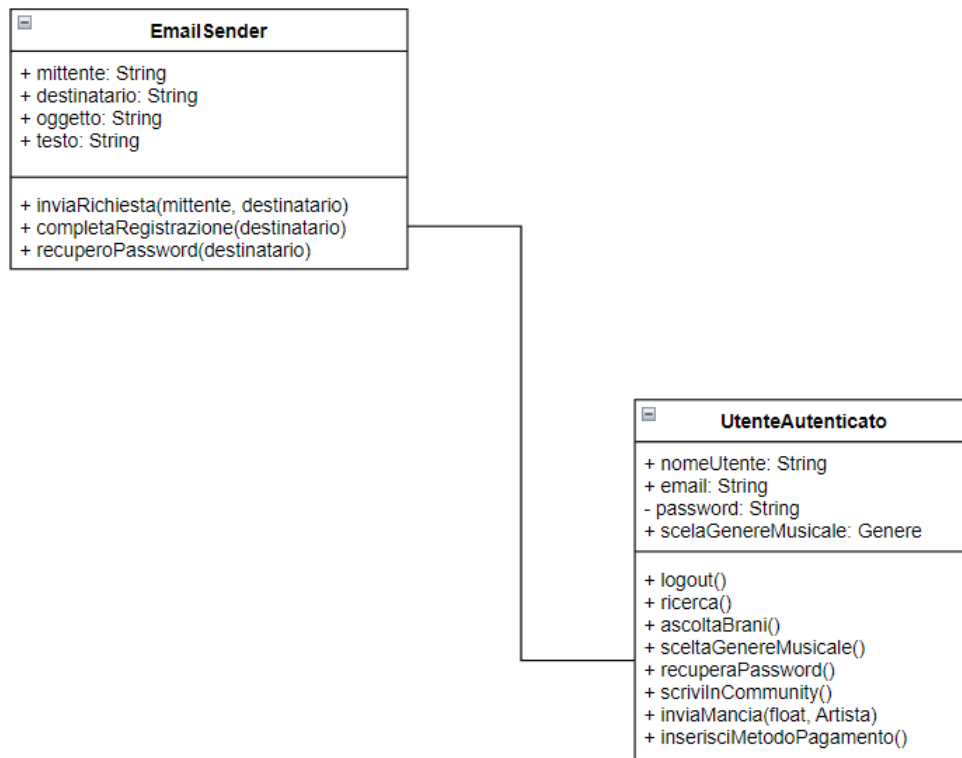 EmailSender
+ mittente: String
+ destinatario: String
+ oggetto: String
+ testo: String
+ inviaRichiesta(mittente, destinatario)
+ completaRegistrazione(destinatario)
+ recuperoPassword(destinatario)
UtenteAutenticato
+ nomeUtente: String
+ email: String
- password: String
+ scelaGenereMusicale: Genere
+ logout()
+ ricerca()
+ ascoltaBrani()
+ sceltaGenereMusicale()
+ recuperaPassword()
+ scriviInCommunity()
+ inviaMancia(float, Artista)
+ inserisciMetodoPagamento()